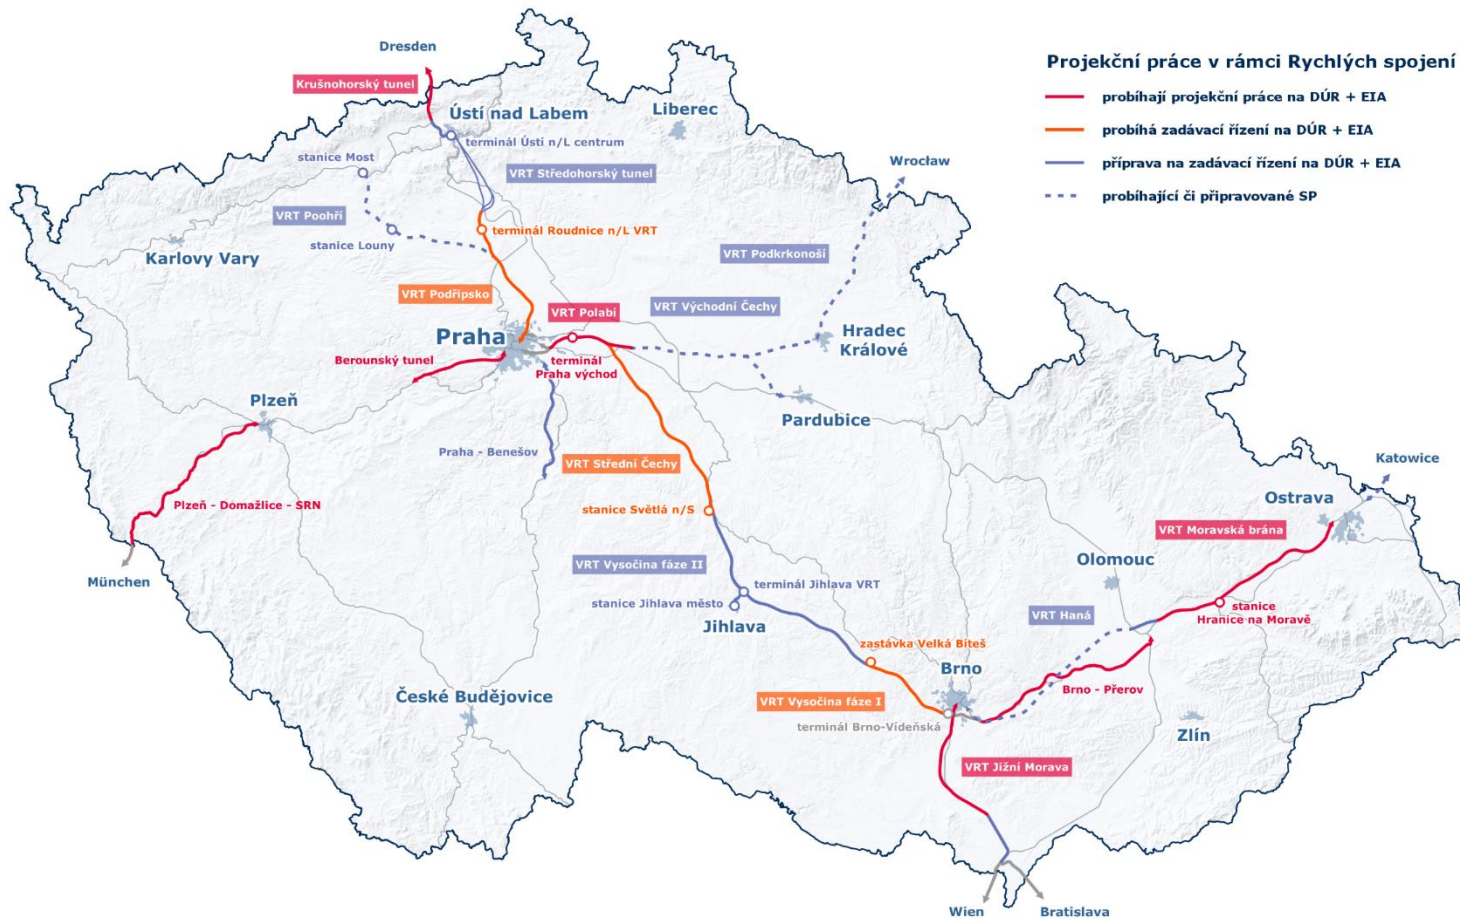 Dresden
Projekční práce v rámci Rychlých spojení
Krušnohorský tunel
probíhají projekční práce na DÚR + EIA
Ústí nad Labem
Liberec
probíhá zadávací řízení na DÚR + EIA
terminál Ústí n/L centrum
stanice Most
Wrocław
příprava na zadávací řízení na DÚR + EIA
VRT Středohorský tunel
probíhající či připravované SP
VRT Poohří
terminál Roudnice n/L VRT
stanice Louny
Karlovy Vary
VRT Podkrkonoší
VRT Podřipsko
VRT Polabí
VRT Východní Čechy
Praha
Hradec
Králové
Berounský tunel
terminál
Praha východ
Plzeň
Pardubice
Praha - Benešov
VRT Střední Čechy
Katowice
Plzeň - Domažlice - SRN
stanice Světlá n/S
Ostrava
VRT Moravská brána
VRT Vysočina fáze II
Olomouc
München
terminál Jihlava VRT
stanice Jihlava město
Jihlava
VRT Haná
stanice
Hranice na Moravě
zastávka Velká Bíteš
Brno
Brno - Přerov
České Budějovice
VRT Vysočina fáze I
terminál Brno-Vídeňská
Zlín
VRT Jižní Morava
Wien
Bratislava